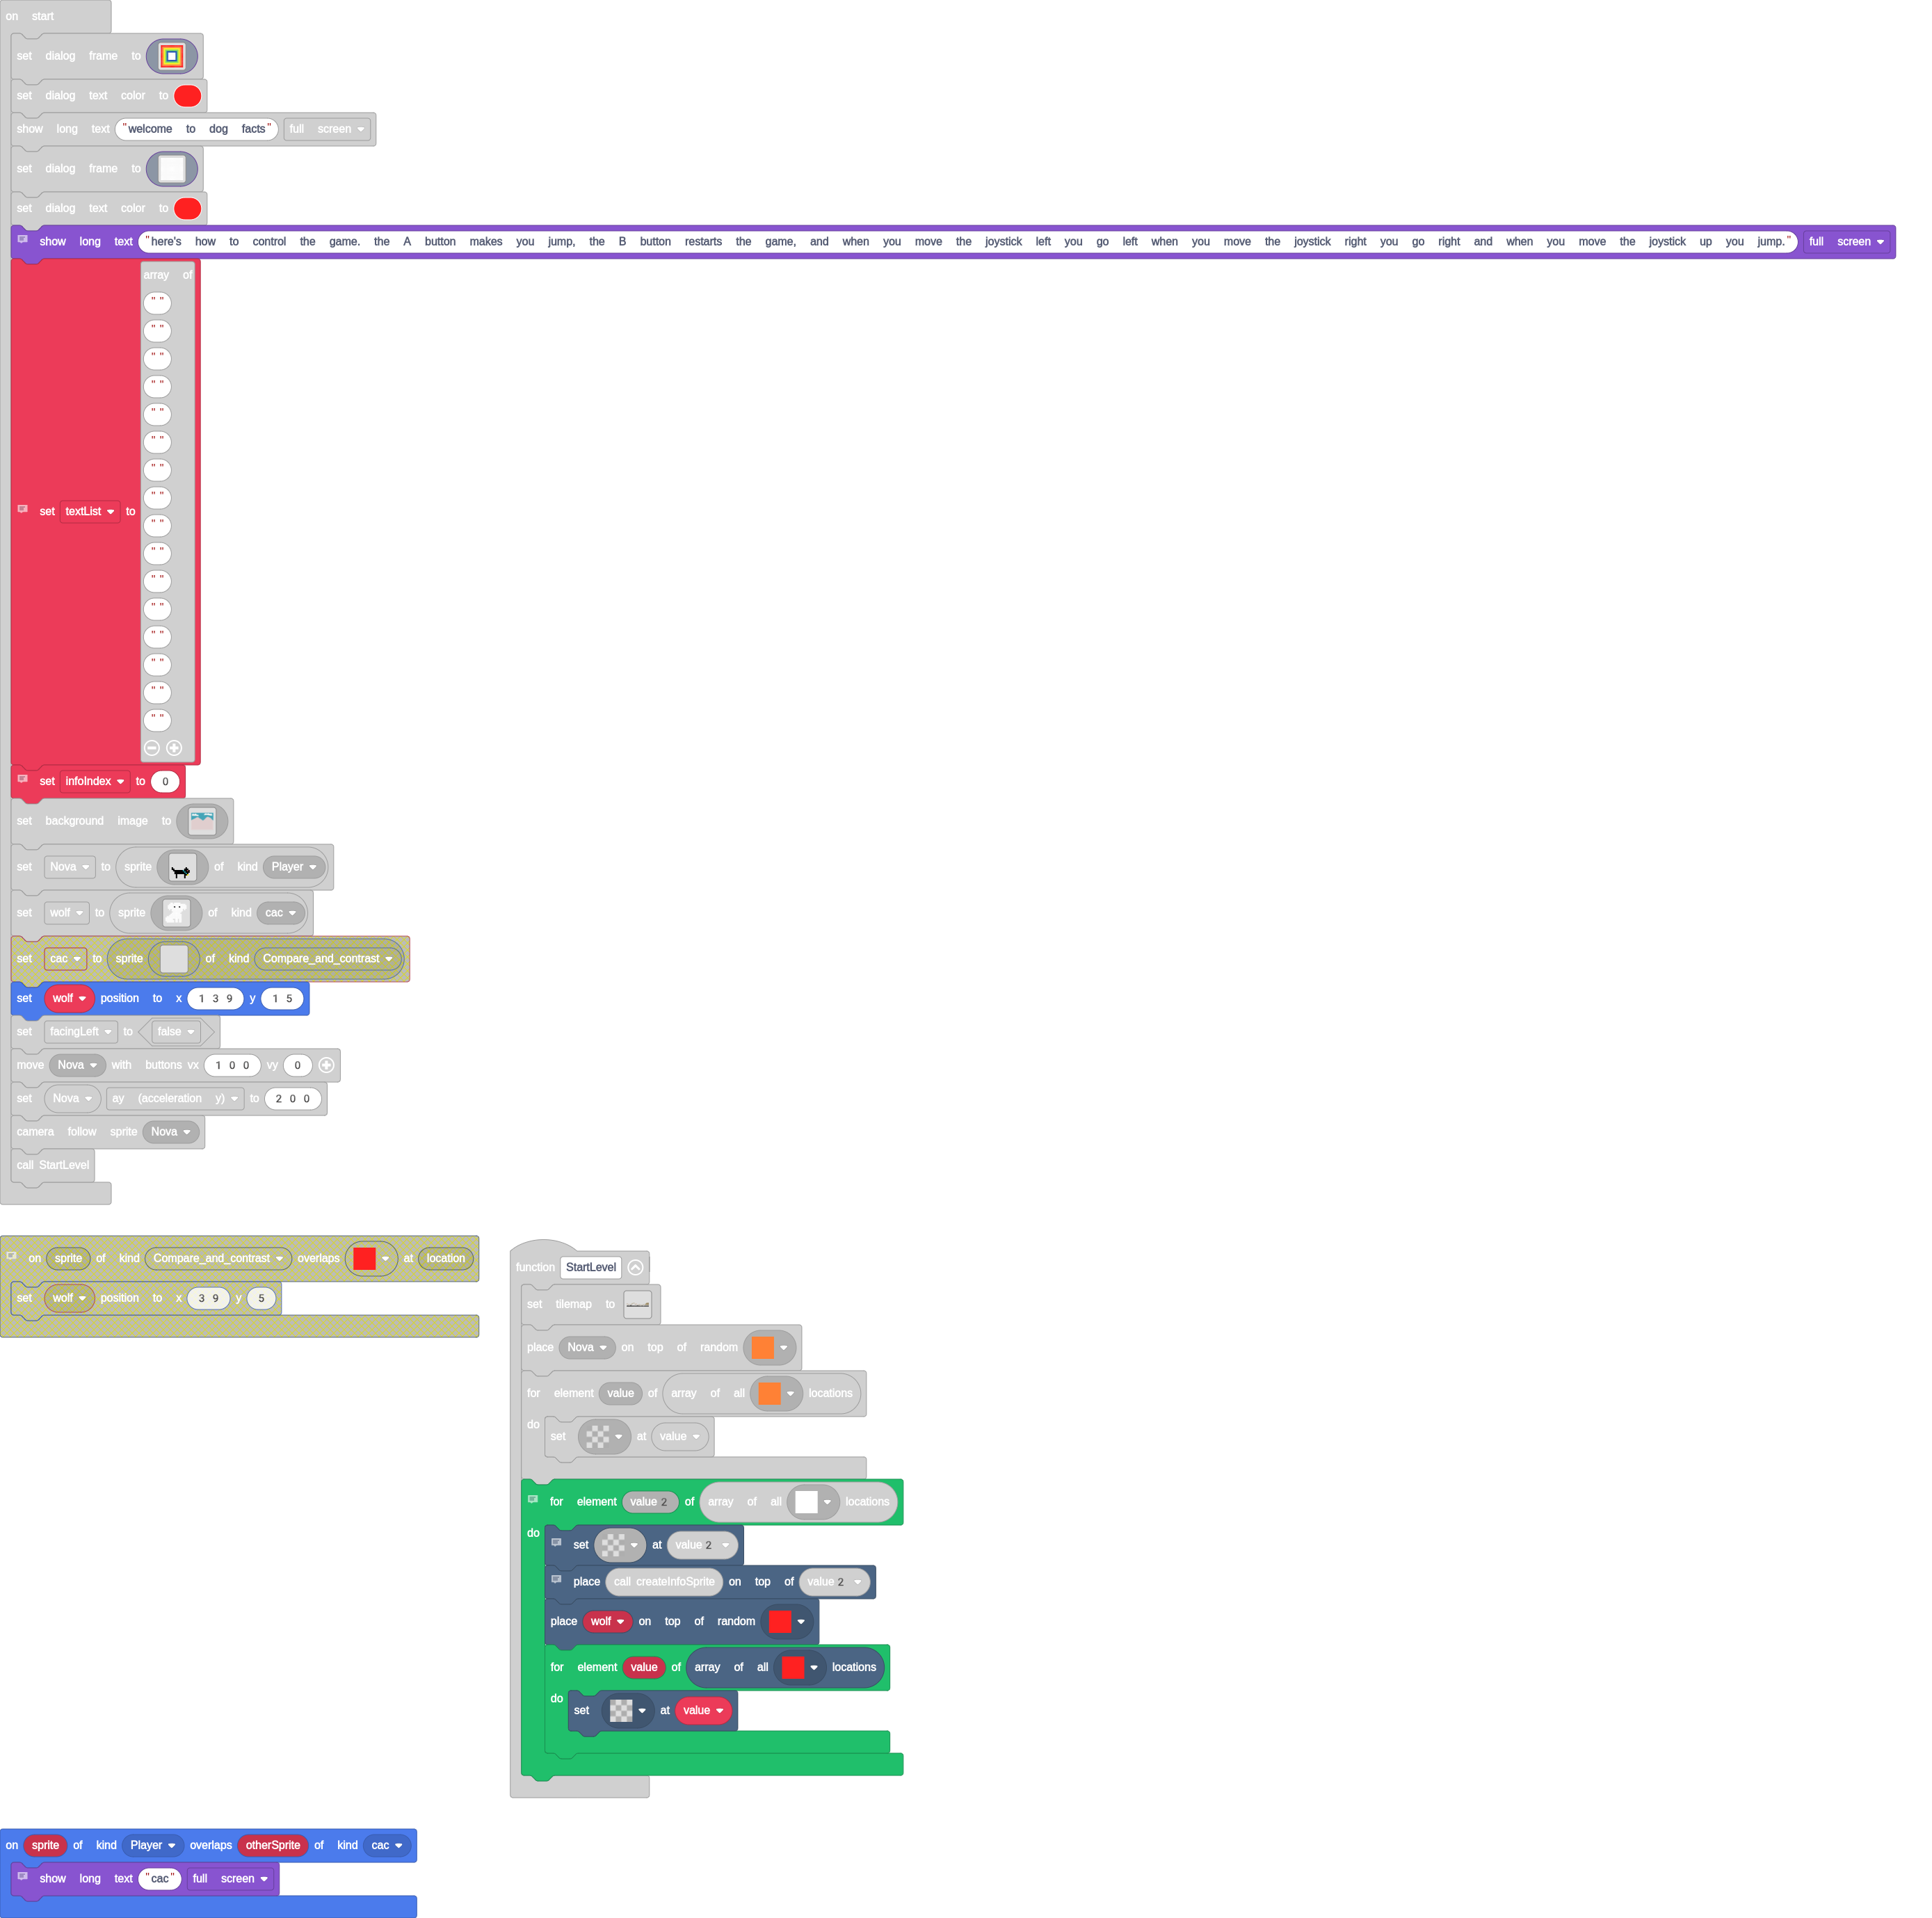 on start
set dialog frame to
set dialog text color to
show long text "welcome to dog facts" full screen
set dialog frame to
set dialog text color to
show long text "here's how to control the game. the A button makes you jump, the B button restarts the game, and when you move the joystick left you go left when you move the joystick right you go right and when you move the joystick up you jump." full screen
array of
" "
" "
" "
" "
" "
" "
" "
" "
set textList to
" "
" "
" "
" "
" "
" "
" "
" "
set infoIndex to 0
set background image to
set Nova to sprite of kind Player
set wolf to sprite of kind cac
set cac to sprite of kind Compare_and_contrast
set wolf position to x 139 y 15
set facingLeft to false
move Nova with buttons vx 100 vy 0
set Nova ay (acceleration y) to 200
camera follow sprite Nova
call StartLevel
on sprite of kind Compare_and_contrast overlaps at location
set wolf position to x 39 y 5
function StartLevel
set tilemap to
place Nova on top of random
for element value of array of all locations
do
set at value
for element value2 of array of all locations
do
set at value2
place call createInfoSprite on top of value2
place wolf on top of random
for element value of array of all locations
do
set at value
on sprite of kind Player overlaps otherSprite of kind cac
show long text "cac" full screen